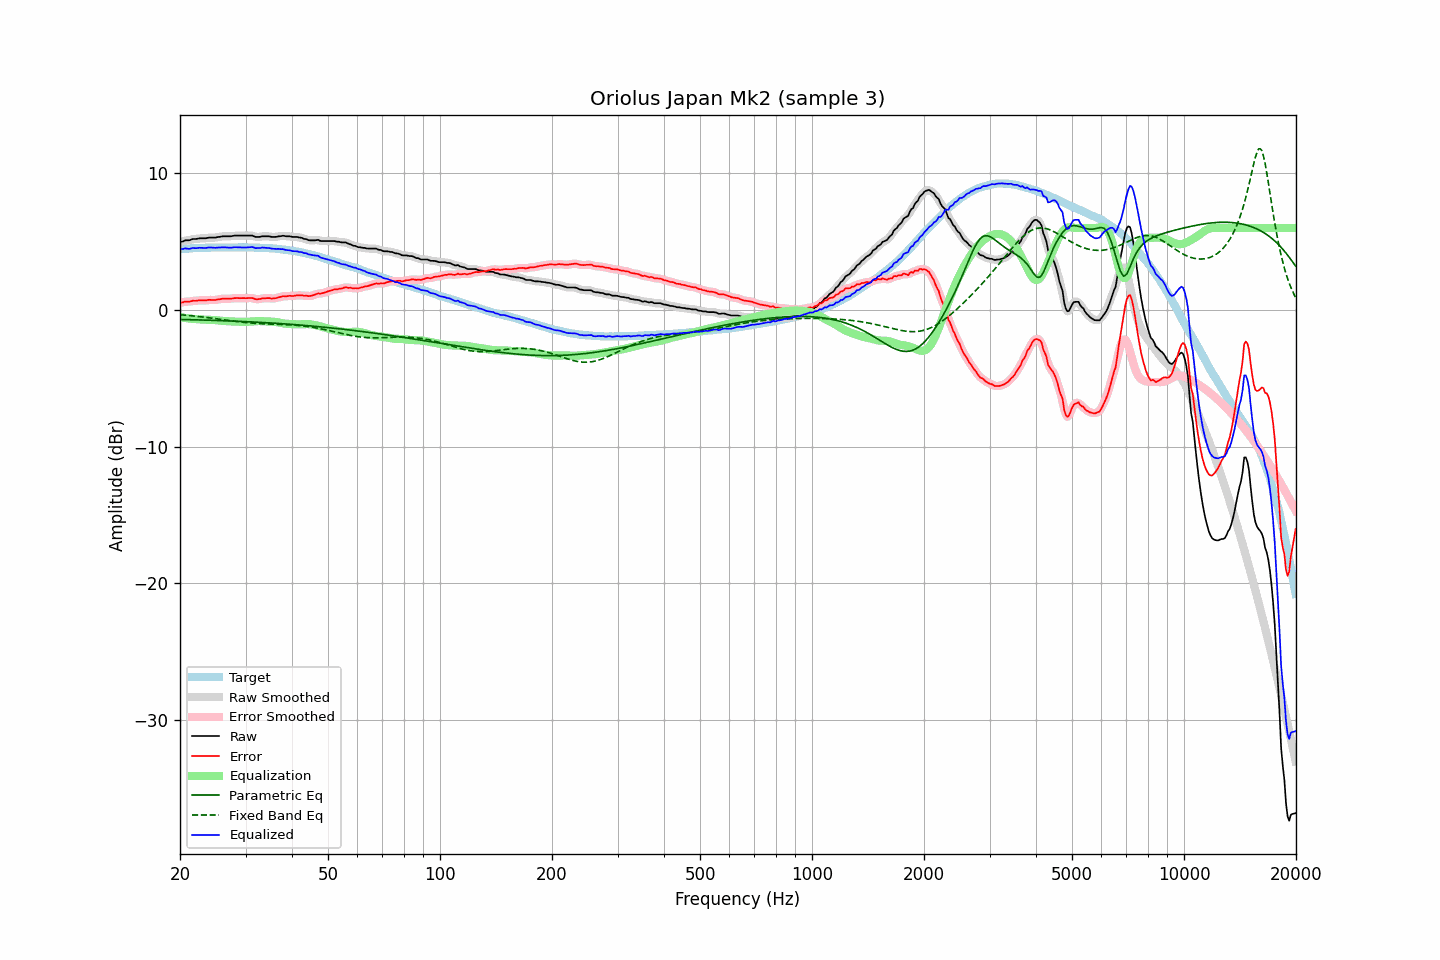 Oriolus Japan Mk2 (sample 3)
Amplitude (dBr)
10
0
−10
−20
−30
Target
Raw Smoothed
Error Smoothed
Raw
Error
Equalization
Parametric Eq
Fixed Band Eq
Equalized
20 50 100 200 500 1000 2000 5000 10000 20000
Frequency (Hz)